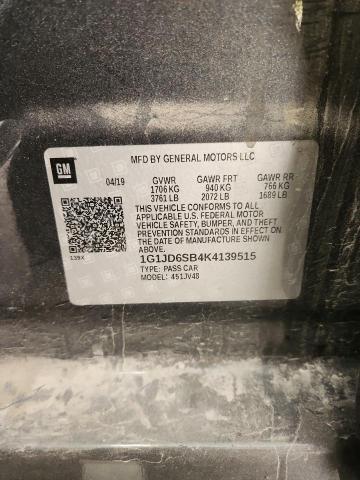 GM
MFD BY GENERAL MOTORS LLC
04/19 GVWR GAWR FRT GAWR RR
1706 KG 940 KG 766 KG
3761 LB 2072 LB 1689 LB
THIS VEHICLE CONFORMS TO ALL
APPLICABLE U.S. FEDERAL MOTOR
VEHICLE SAFETY, BUMPER, AND THEFT
PREVENTION STANDARDS IN EFFECT ON
THE DATE OF MANUFACTURE SHOWN
ABOVE.
139X
1G1JD6SB4K4139515
TYPE: PASS CAR
MODEL: 451JV48